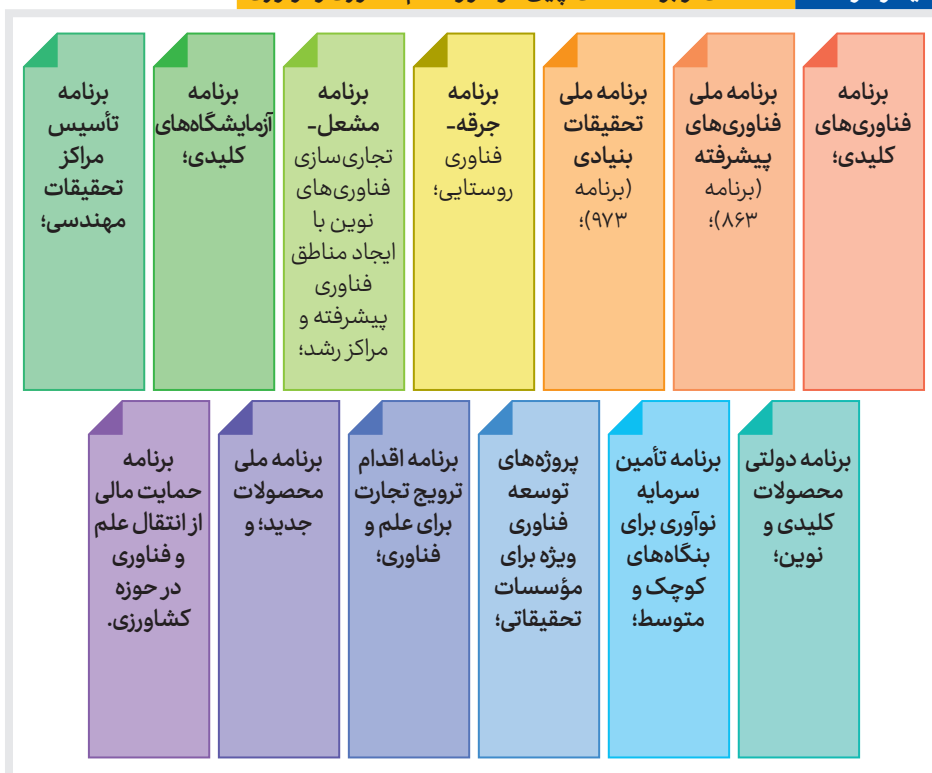 برنامه
فناوری‌های
کلیدی؛
برنامه ملی
فناوری‌های
پیشرفته
(برنامه
۸۶۳)؛
برنامه ملی
تحقیقات
بنیادی
(برنامه
۹۷۳)؛
برنامه
جرقه-
فناوری
روستایی؛
برنامه
مشعل-
تجاری‌سازی
فناوری‌های
نوین با
ایجاد مناطق
فناوری
پیشرفته و
مراکز رشد؛
برنامه
آزمایشگاه‌های
کلیدی؛
برنامه
تأسیس
مراکز
تحقیقات
مهندسی؛
برنامه دولتی
محصولات
کلیدی و
نوین؛
برنامه تأمین
سرمایه
نوآوری برای
بنگاه‌های
کوچک و
متوسط؛
پروژه‌های
توسعه
فناوری
ویژه برای
مؤسسات
تحقیقاتی؛
برنامه اقدام
ترویج تجارت
برای علم و
فناوری؛
برنامه ملی
محصولات
جدید؛ و
برنامه
حمایت مالی
از انتقال علم
و فناوری
در حوزه
کشاورزی.